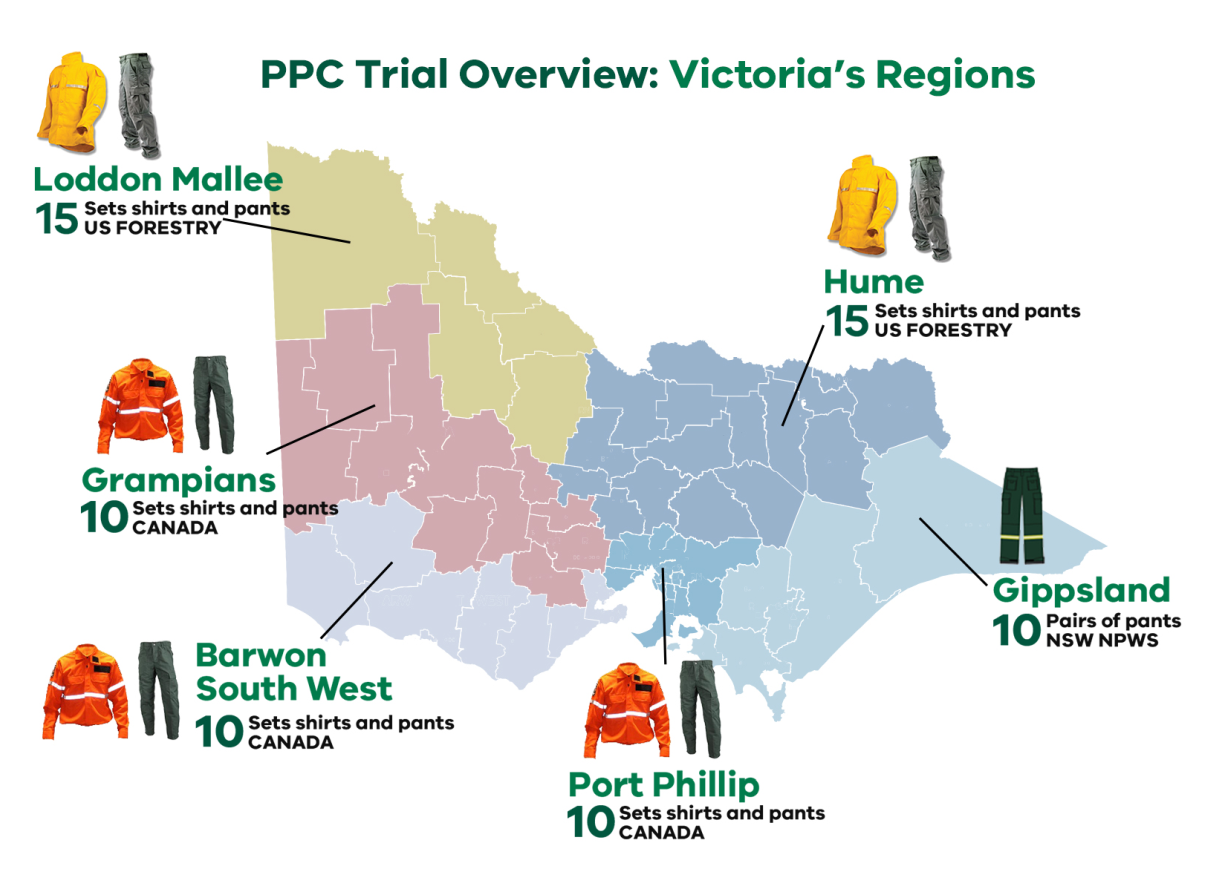 PPC Trial Overview: Victoria's Regions
Loddon Mallee
15 Sets shirts and pants
US FORESTRY
Hume
15 Sets shirts and pants
US FORESTRY
Grampians
10 Sets shirts and pants
CANADA
Gippsland
10 Pairs of pants
NSW NPWS
Barwon
South West
10 Sets shirts and pants
CANADA
Port Phillip
10 Sets shirts and pants
CANADA